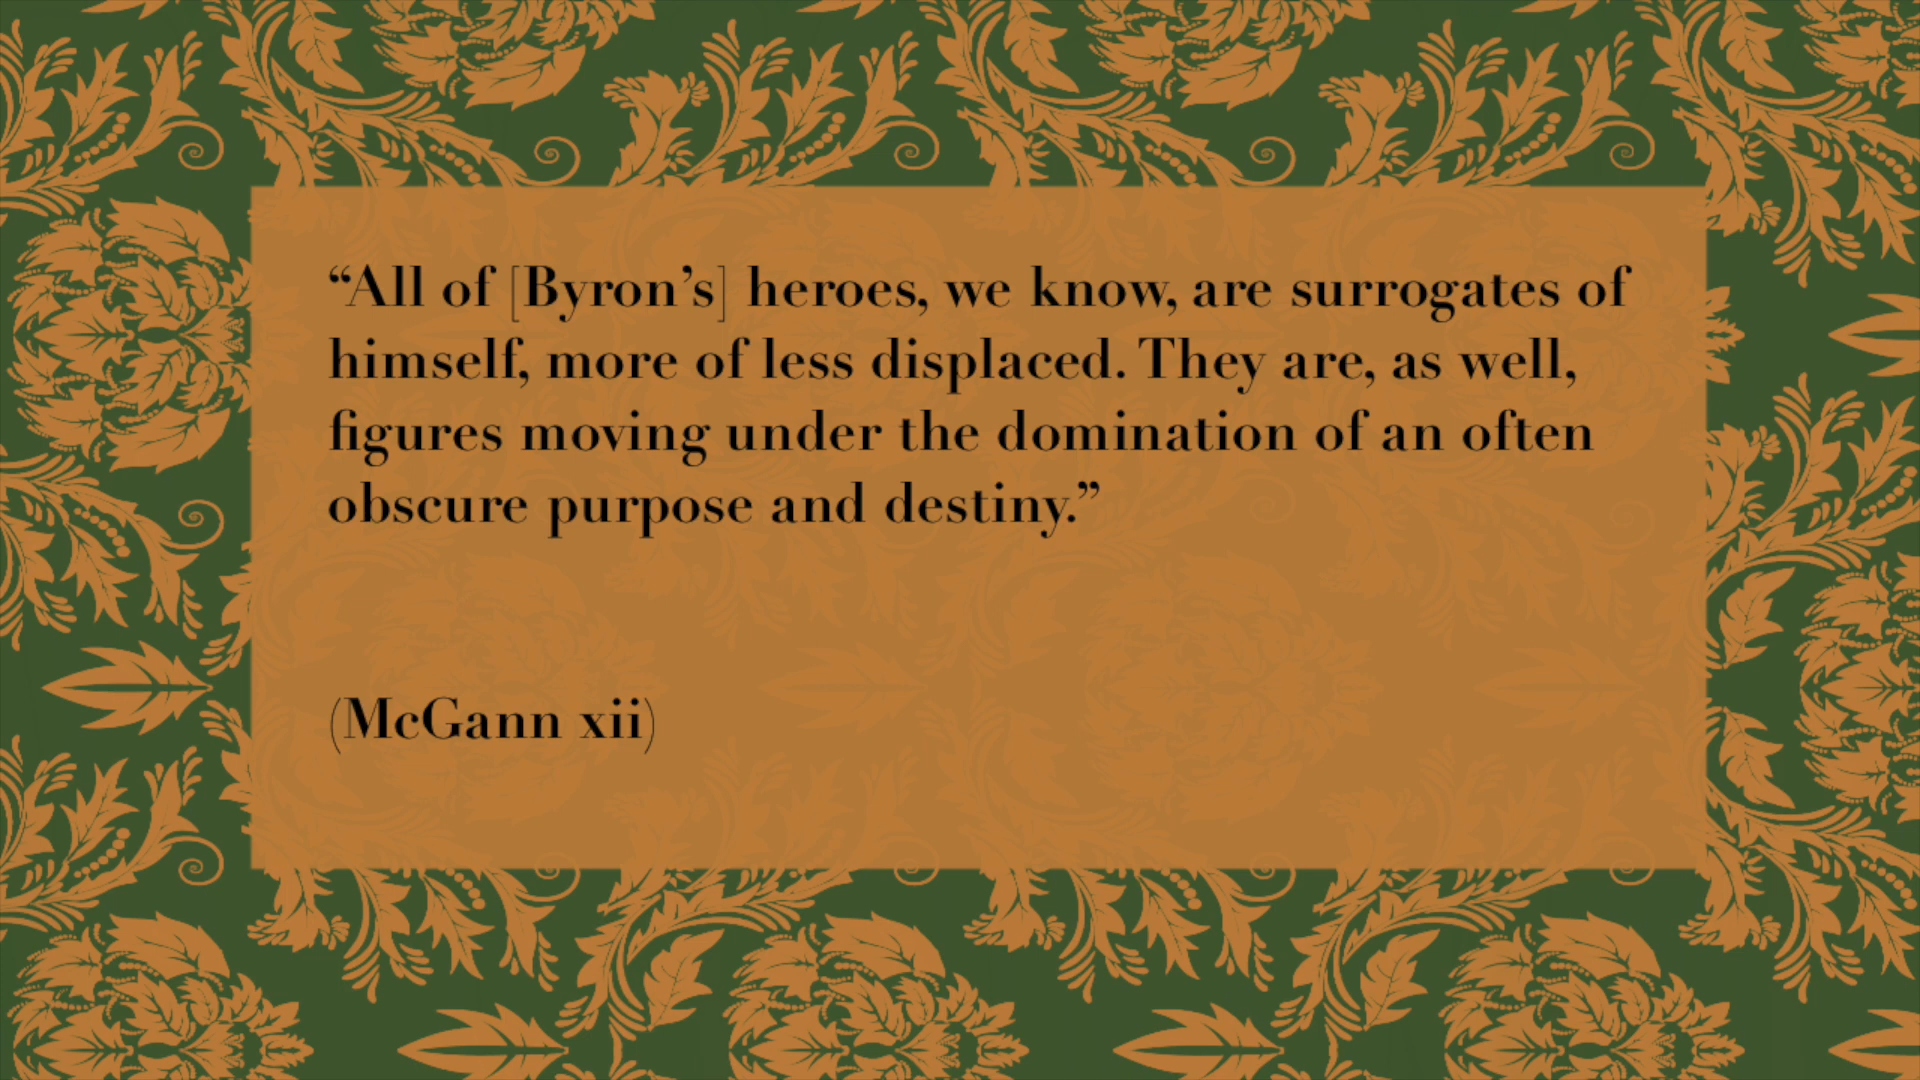 “All of [Byron’s] heroes, we know, are surrogates of
himself, more of less displaced. They are, as well,
figures moving under the domination of an often
obscure purpose and destiny.”
(McGann xii)